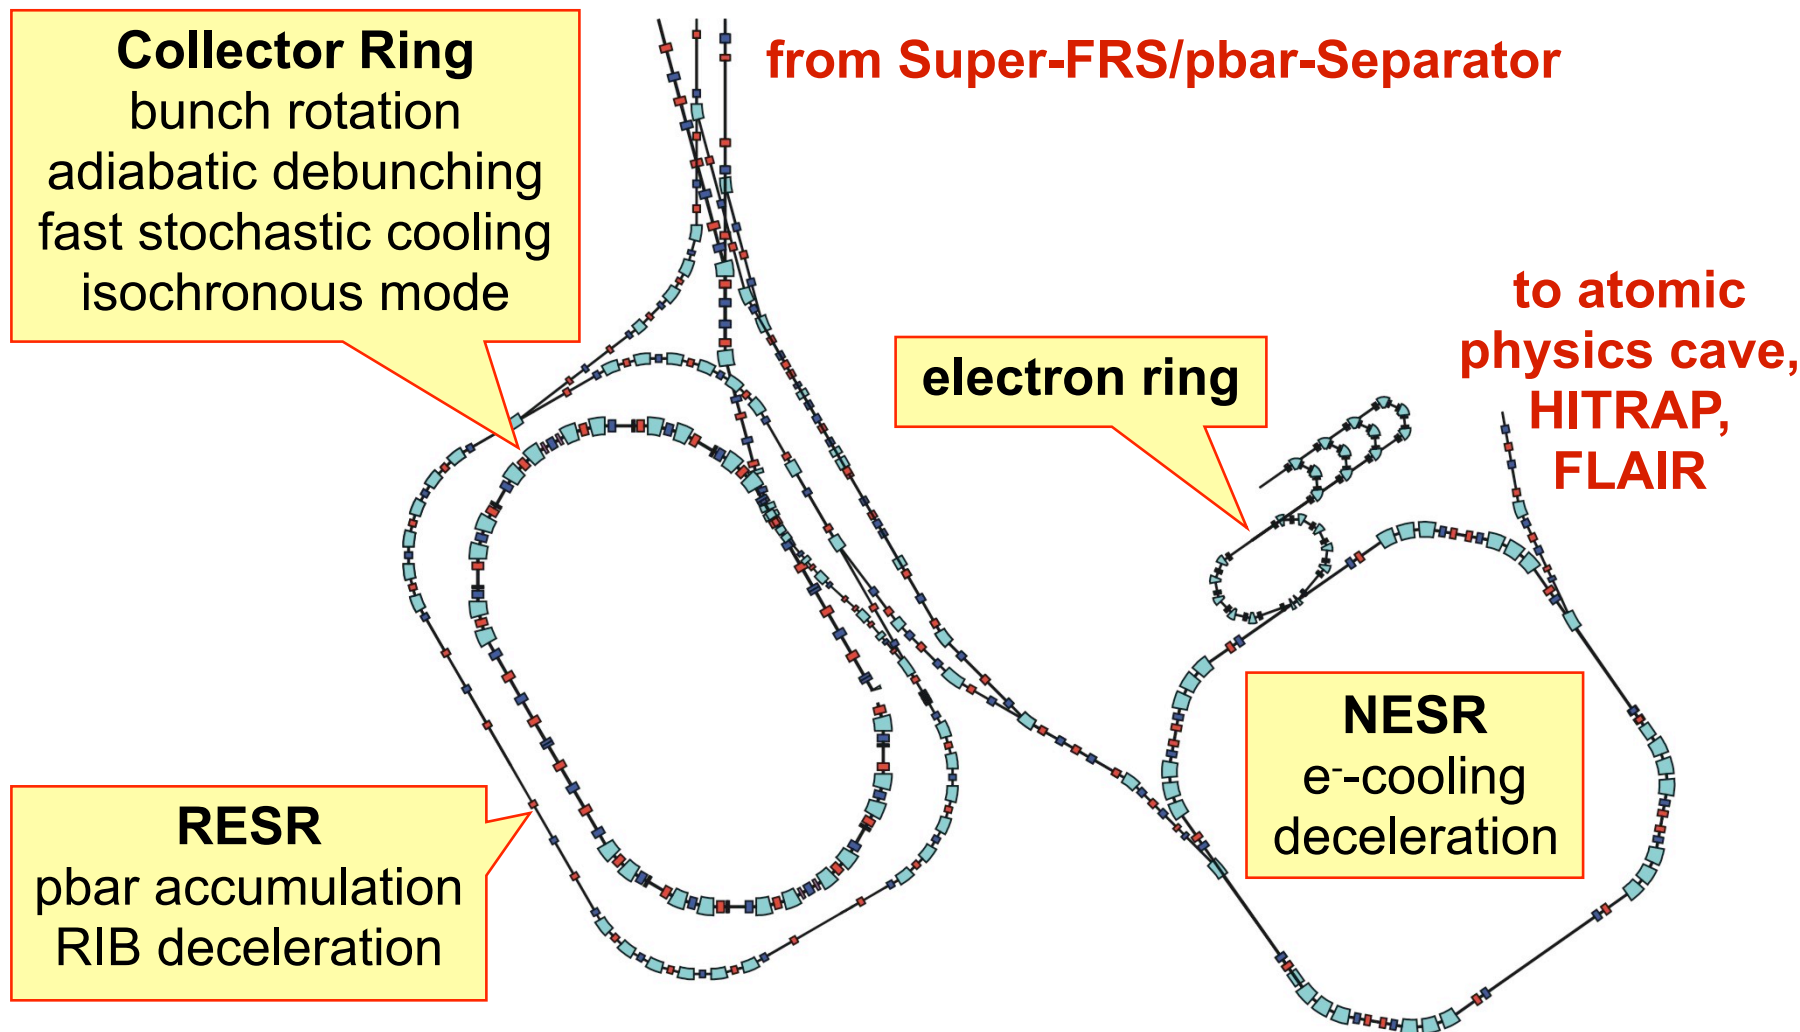 Collector Ring
bunch rotation
adiabatic debunching
fast stochastic cooling
isochronous mode
from Super-FRS/pbar-Separator
to atomic
physics cave,
HITRAP,
FLAIR
electron ring
NESR
e⁻-cooling
deceleration
RESR
pbar accumulation
RIB deceleration